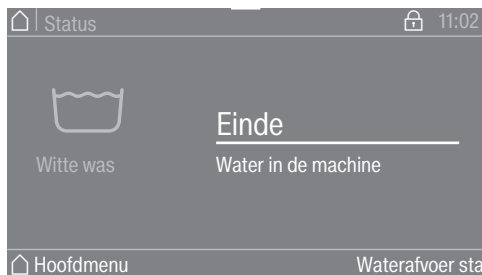 Status 11:02
Einde
Witte was Water in de machine
Hoofdmenu Waterafvoer sta